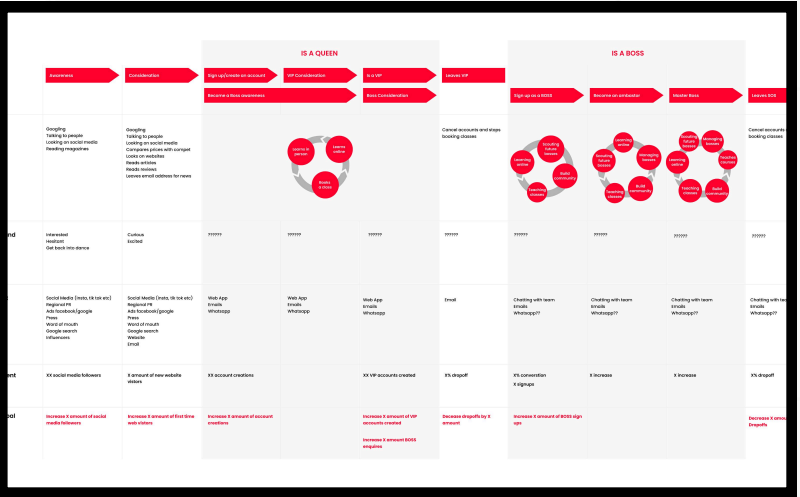 IS A QUEEN
IS A BOSS
Awareness
Consideration
Sign up/create an account
VIP Consideration
Is a VIP
Leaves VIP
Become a Boss awareness
Boss Consideration
Sign up as a BOSS
Become an ambastor
Master Boss
Leaves BOS
Googling
Talking to people
Looking on social media
Reading magazines
Googling
Talking to people
Looking on social media
Compares prices with compet
Looks on websites
Reads articles
Reads reviews
Leaves email address for news
Learns in
person
Learns
online
Books
a class
Cancel accounts and stops
booking classes
Scouting
future
bosses
Learning
online
Build
community
Teaching
classes
Learning
online
Scouting
future
bosses
Managing
bosses
Teaching
classes
Build
community
Scouting
future
bosses
Managing
bosses
Learning
online
Teaches
courses
Teaching
classes
Build
community
Cancel accounts
booking classes
nd
Interested
Hesitant
Get back into dance
Curious
Excited
??????
??????
??????
??????
??????
??????
??????
??????
Social Media (insta, tik tok etc)
Regional PR
Ads facebook/google
Press
Word of mouth
Google search
Influencers
Social Media (insta, tik tok etc)
Regional PR
Ads facebook/google
Press
Word of mouth
Google search
Website
Email
Web App
Emails
Whatsapp
Web App
Emails
Whatsapp
Web App
Emails
Whatsapp
Email
Chatting with team
Emails
Whatsapp??
Chatting with team
Emails
Whatsapp??
Chatting with team
Emails
Whatsapp??
Chatting with tea
Emails
Whatsapp??
ent
XX social media followers
X amount of new website
vistors
XX account creations
XX VIP accounts created
X% dropoff
X% converstion
X signups
X increase
X increase
X% dropoff
oal
Increase X amount of social
media followers
Increase X amount of first time
web vistors
Increase X amount of account
creations
Increase X amount of VIP
accounts created
Increase X amount BOSS
enquires
Decease dropoffs by X
amount
Increase X amount of BOSS sign
ups
Decrease X amou
Dropoffs